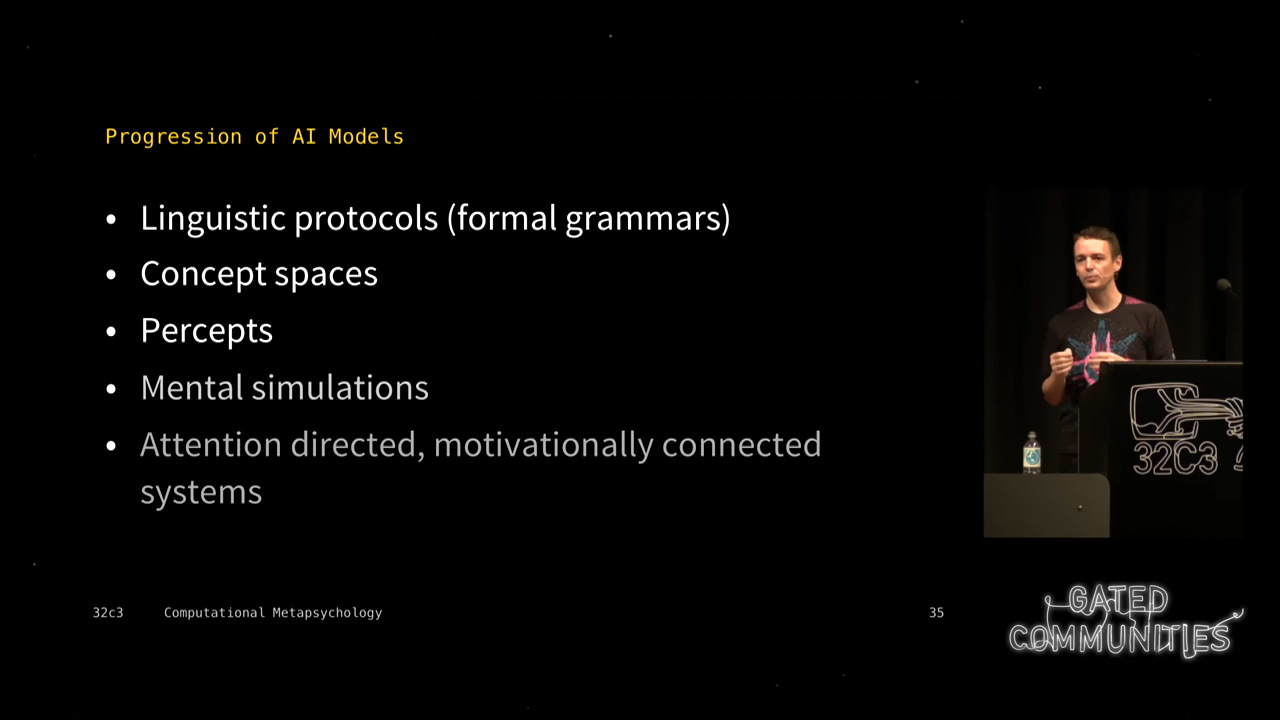 Progression of AI Models
• Linguistic protocols (formal grammars)
• Concept spaces
• Percepts
• Mental simulations
• Attention directed, motivationally connected
systems
32C3
32c3 Computational Metapsychology 35
GATED
COMMUNITIES